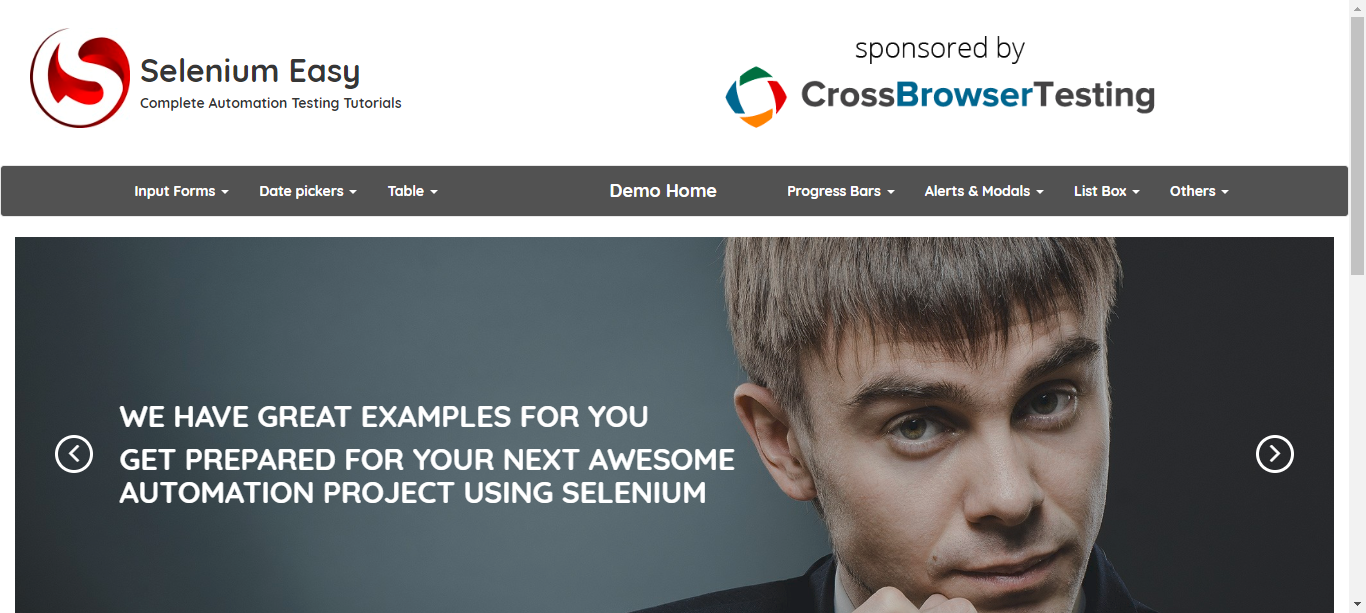 Selenium Easy
Complete Automation Testing Tutorials
sponsored by
CrossBrowserTesting
Input Forms Date pickers Table Demo Home Progress Bars Alerts & Modals List Box Others
WE HAVE GREAT EXAMPLES FOR YOU
GET PREPARED FOR YOUR NEXT AWESOME
AUTOMATION PROJECT USING SELENIUM